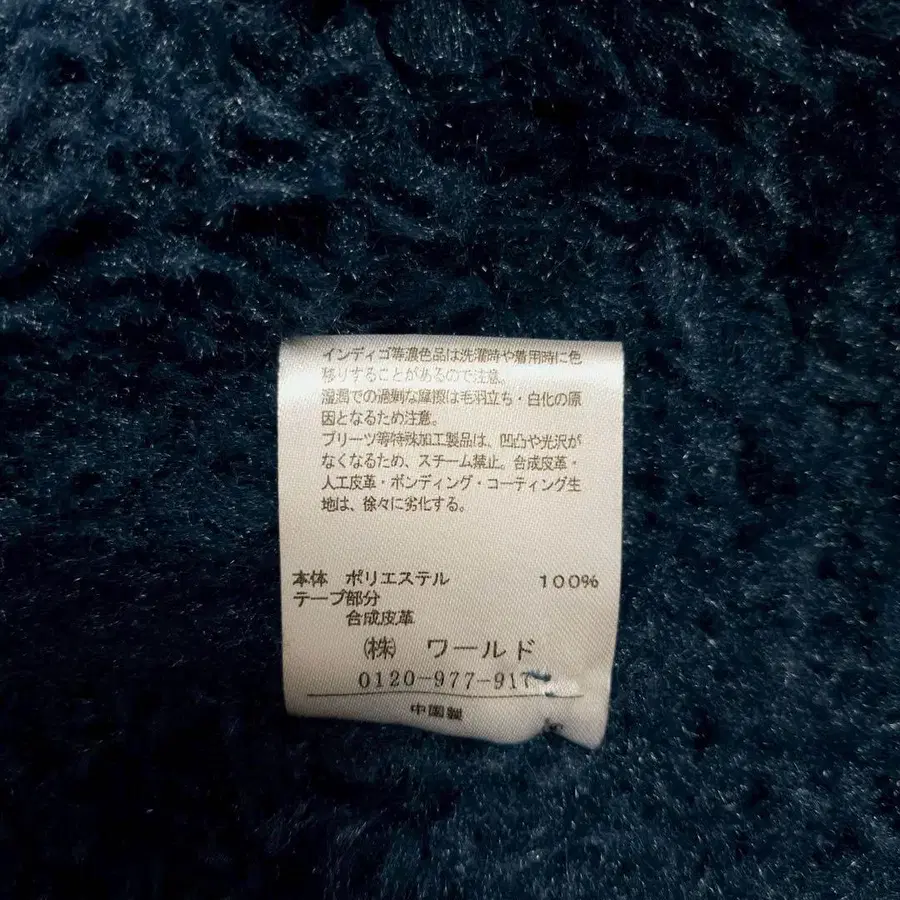 インディゴ等濃色品は洗濯時や着用時に色
移りすることがあるので注意。
湿潤での過剰な摩擦は毛羽立ち・白化の原
因となるため注意。
プリーツ等特殊加工製品は、凹凸や光沢が
なくなるため、スチーム禁止。合成皮革・
人工皮革・ボンディング・コーティング生
地は、徐々に劣化する。
本体 ポリエステル 100%
テープ部分
合成皮革
㈱ ワールド
0120-977-917
中国製